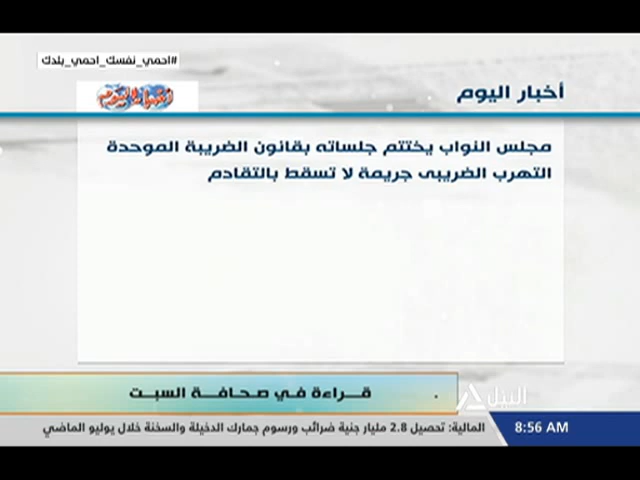 #احمي_نفسك_احمي_بلدك
أخبار اليوم
أخبار اليوم
مجلس النواب يختتم جلساته بقانون الضريبة الموحدة
التهرب الضريبى جريمة لا تسقط بالتقادم
قراءة في صحافة السبت
النيل
المالية: تحصيل 2.8 مليار جنية ضرائب ورسوم جمارك الدخيلة والسخنة خلال يوليو الماضي
8:56 AM